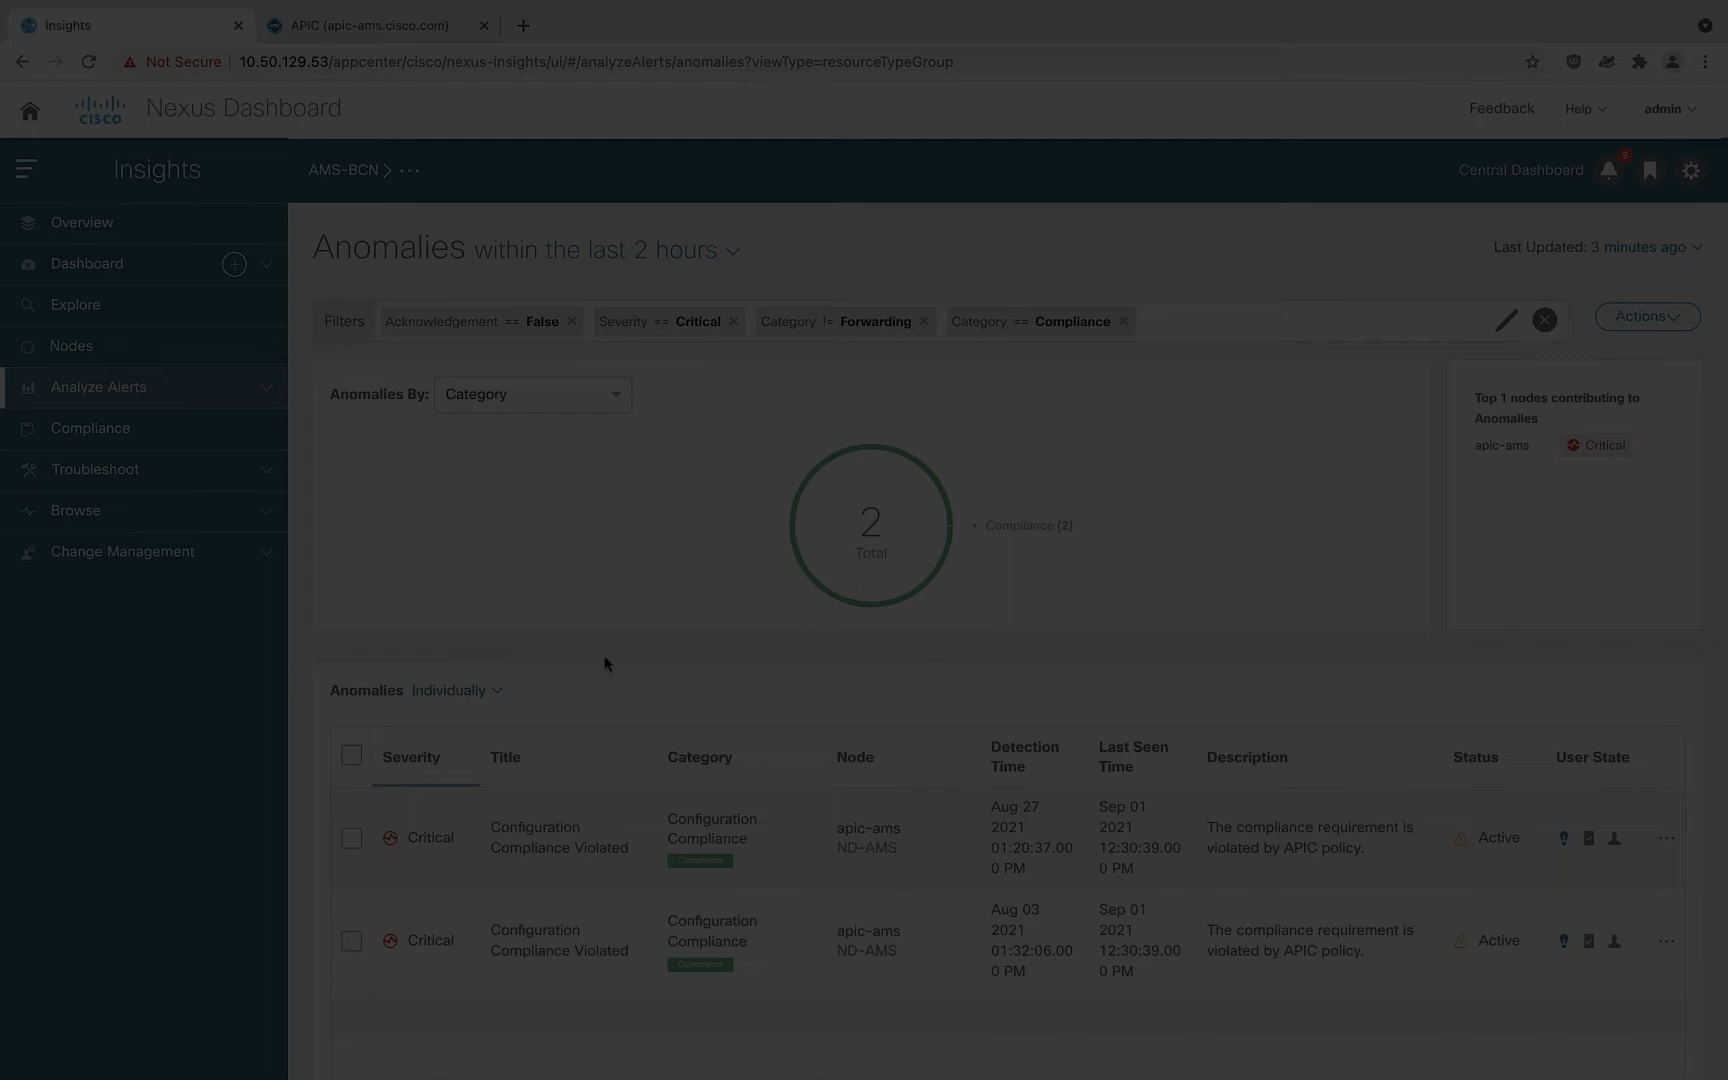 Insights
APIC (apic-ams.cisco.com)
Not Secure
10.50.129.53/appcenter/cisco/nexus-insights/ui/#/analyzeAlerts/anomalies?viewType=resourceTypeGroup
CISCO
Nexus Dashboard
Feedback
Help
admin
Insights
AMS-BCN
Central Dashboard
9
Overview
Dashboard
Explore
Nodes
Analyze Alerts
Compliance
Troubleshoot
Browse
Change Management
Anomalies within the last 2 hours
Last Updated: 3 minutes ago
Filters
Acknowledgement == False
Severity == Critical
Category != Forwarding
Category == Compliance
Actions
Anomalies By:
Category
2
Total
Compliance (2)
Top 1 nodes contributing to
Anomalies
apic-ams
Critical
Anomalies Individually
Severity
Title
Category
Node
Detection
Time
Last Seen
Time
Description
Status
User State
Critical
Configuration
Compliance Violated
Configuration
Compliance
Compliance
apic-ams
ND-AMS
Aug 27
2021
01:20:37.00
0 PM
Sep 01
2021
12:30:39.00
0 PM
The compliance requirement is
violated by APIC policy.
Active
Critical
Configuration
Compliance Violated
Configuration
Compliance
Compliance
apic-ams
ND-AMS
Aug 03
2021
01:32:06.00
0 PM
Sep 01
2021
12:30:39.00
0 PM
The compliance requirement is
violated by APIC policy.
Active